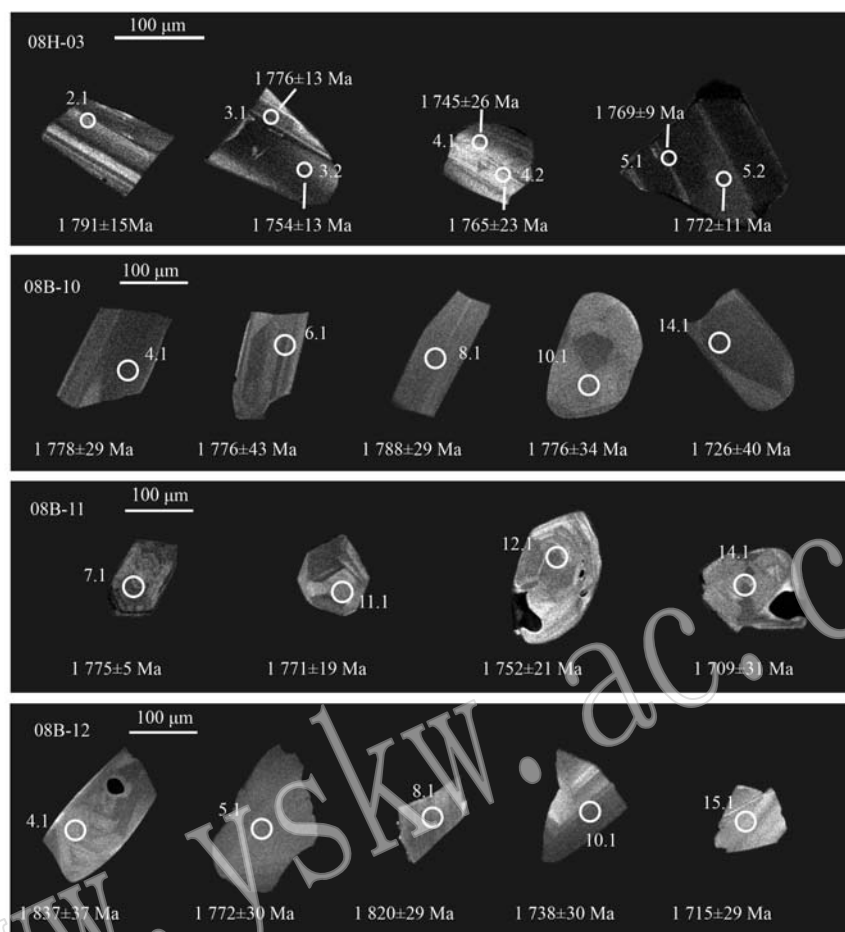 100 μm
08H-03
1 776±13 Ma
2.1
3.1
3.2
1 745±26 Ma
4.1
4.2
1 769±9 Ma
5.1
5.2
1 791±15Ma
1 754±13 Ma
1 765±23 Ma
1 772±11 Ma
100 μm
08B-10
4.1
6.1
8.1
10.1
14.1
1 778±29 Ma
1 776±43 Ma
1 788±29 Ma
1 776±34 Ma
1 726±40 Ma
100 μm
08B-11
7.1
11.1
12.1
14.1
1 775±5 Ma
1 771±19 Ma
1 752±21 Ma
1 709±31 Ma
100 μm
08B-12
4.1
5.1
8.1
10.1
15.1
1 837±37 Ma
1 772±30 Ma
1 820±29 Ma
1 738±30 Ma
1 715±29 Ma